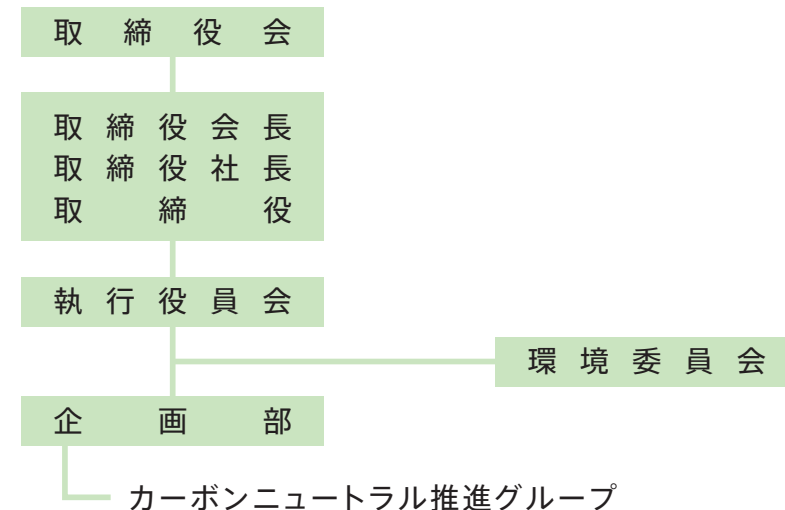 取締役会
取締役会長
取締役社長
取締役
執行役員会
環境委員会
企画部
カーボンニュートラル推進グループ